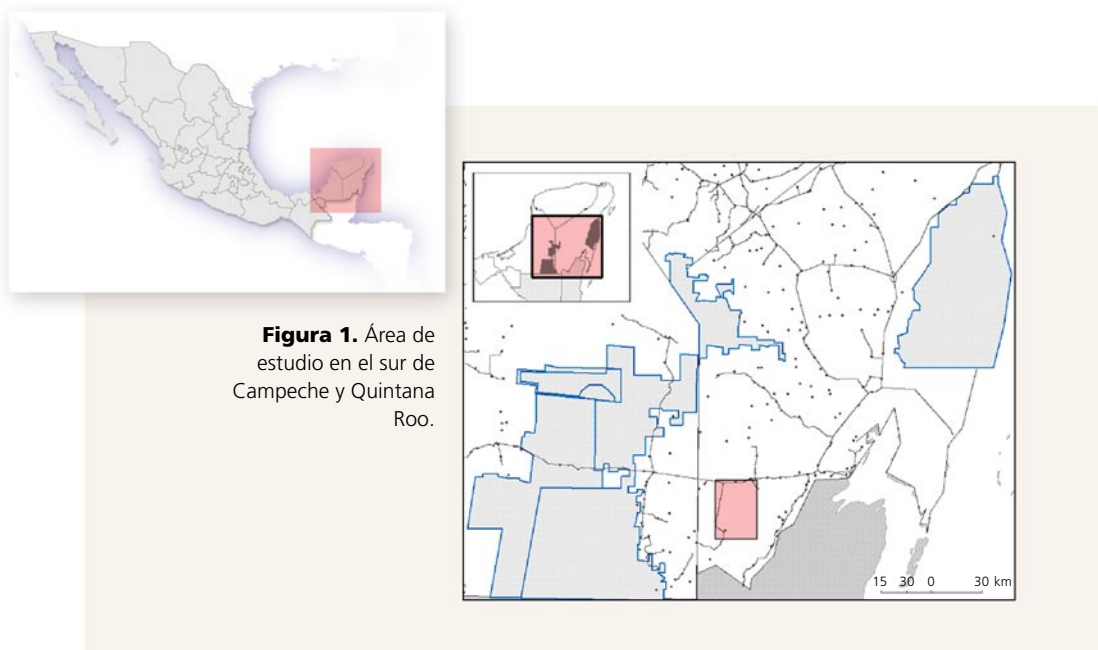 Figura 1. Área de
estudio en el sur de
Campeche y Quintana
Roo.
15 30 0 30 km